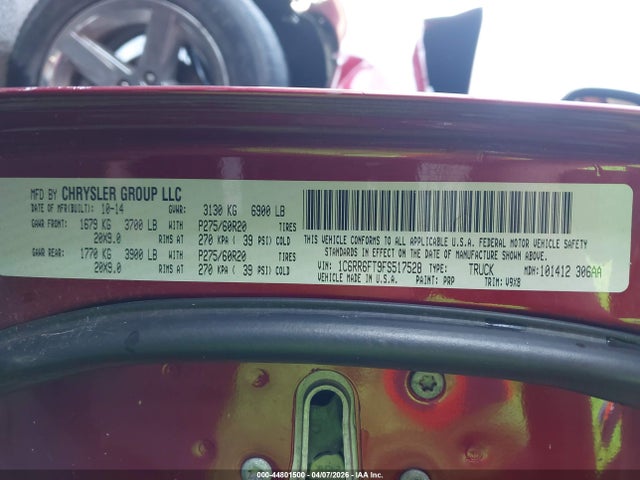 MFD BY CHRYSLER GROUP LLC
DATE OF MFR(BUILT): 10-14 GVWR: 3130 KG 6900 LB
GAWR FRONT: 1679 KG 3700 LB WITH P275/60R20 TIRES
20X9.0 RIMS AT 270 KPA ( 39 PSI) COLD
GAWR REAR: 1770 KG 3900 LB WITH P275/60R20 TIRES
20X9.0 RIMS AT 270 KPA ( 39 PSI) COLD
THIS VEHICLE CONFORMS TO ALL APPLICABLE U.S.A. FEDERAL MOTOR VEHICLE SAFETY
STANDARDS IN EFFECT ON THE DATE OF MANUFACTURE SHOWN ABOVE.
VIN: 1C6RR6FT9FS517528 TYPE: TRUCK MDH:101412 306AA
VEHICLE MADE IN U.S.A. PAINT: PRP TRIM: V9X8
000-44801500 - 04/07/2026 - IAA Inc.